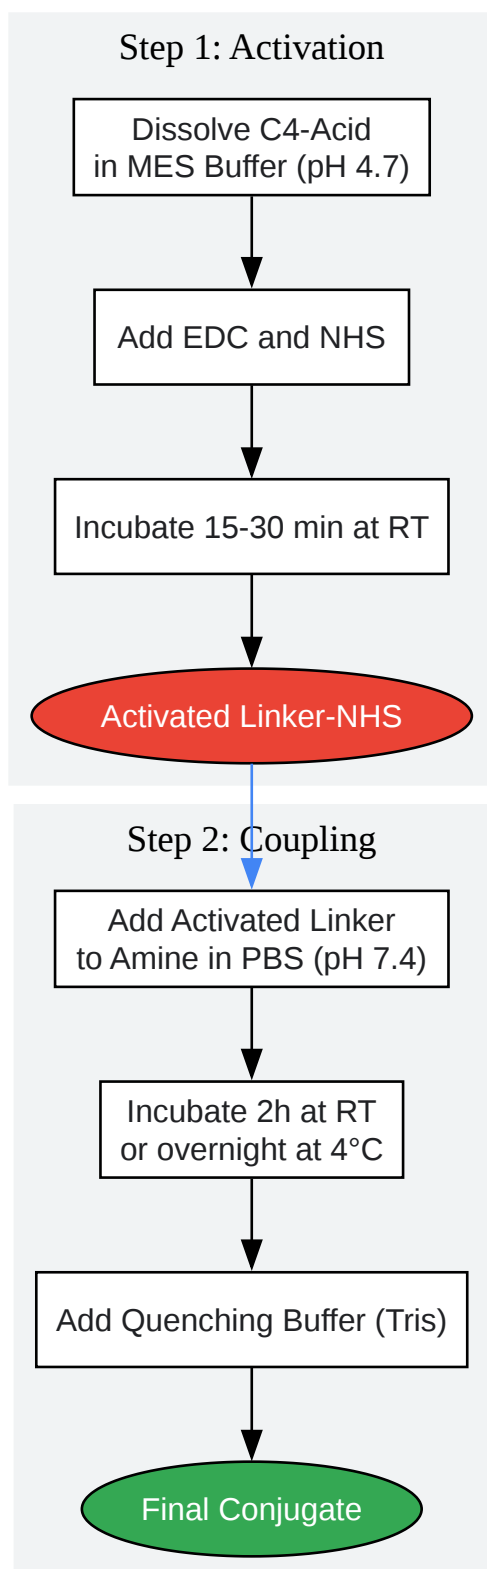 Step 1: Activation
Dissolve C4-Acid
in MES Buffer (pH 4.7)
Add EDC and NHS
Incubate 15-30 min at RT
Activated Linker-NHS
Step 2: Coupling
Add Activated Linker
to Amine in PBS (pH 7.4)
Incubate 2h at RT
or overnight at 4°C
Add Quenching Buffer (Tris)
Final Conjugate